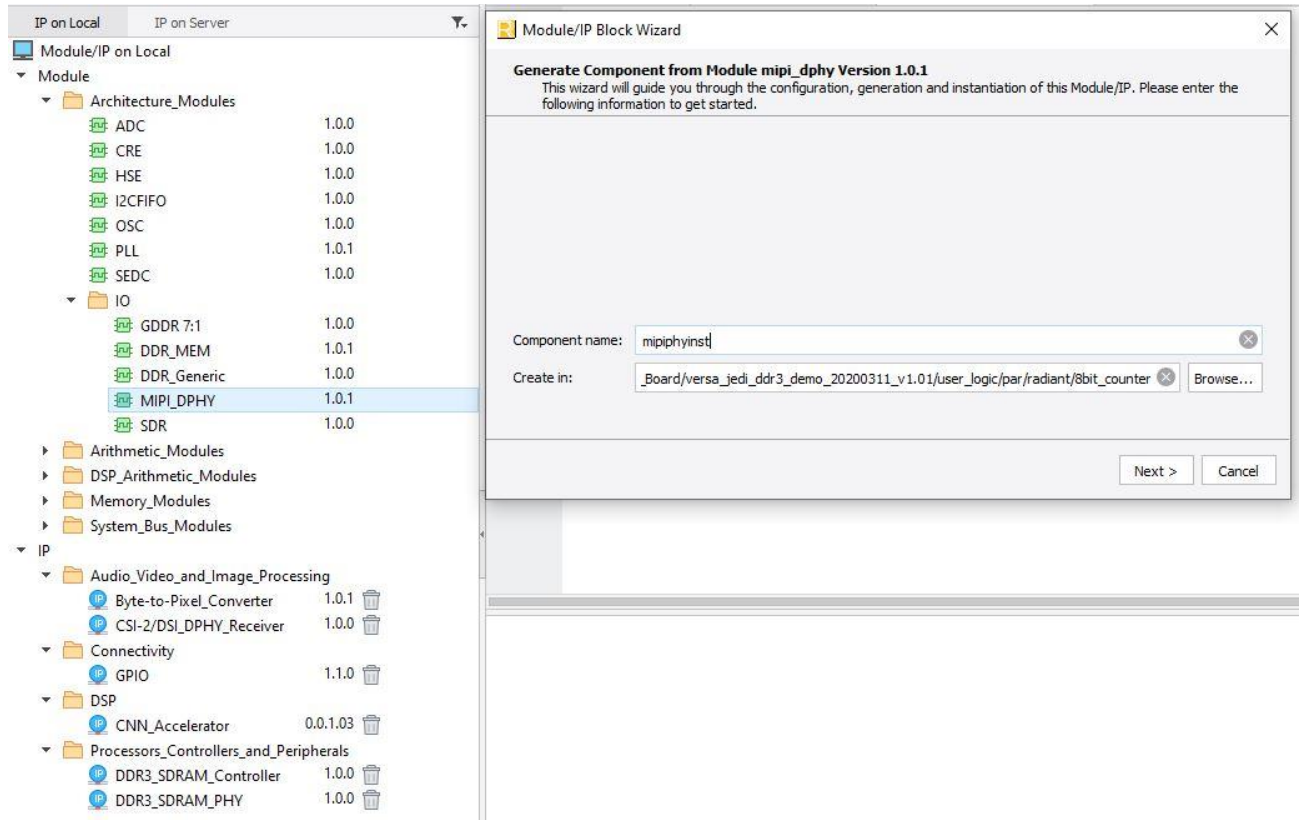 IP on Local IP on Server
Module/IP on Local
Module
Architecture_Modules
ADC 1.0.0
CRE 1.0.0
HSE 1.0.0
I2CFIFO 1.0.0
OSC 1.0.0
PLL 1.0.1
SEDC 1.0.0
IO
GDDR 7:1 1.0.0
DDR_MEM 1.0.1
DDR_Generic 1.0.0
MIPI_DPHY 1.0.1
SDR 1.0.0
Arithmetic_Modules
DSP_Arithmetic_Modules
Memory_Modules
System_Bus_Modules
IP
Audio_Video_and_Image_Processing
IP Byte-to-Pixel_Converter 1.0.1
IP CSI-2/DSI_DPHY_Receiver 1.0.0
Connectivity
IP GPIO 1.1.0
DSP
IP CNN_Accelerator 0.0.1.03
Processors_Controllers_and_Peripherals
IP DDR3_SDRAM_Controller 1.0.0
IP DDR3_SDRAM_PHY 1.0.0
Module/IP Block Wizard
Generate Component from Module mipi_dphy Version 1.0.1
This wizard will guide you through the configuration, generation and instantiation of this Module/IP. Please enter the
following information to get started.
Component name: mipiphyinst
Create in: _Board/versa_jedi_ddr3_demo_20200311_v1.01/user_logic/par/radiant/8bit_counter Browse...
Next > Cancel